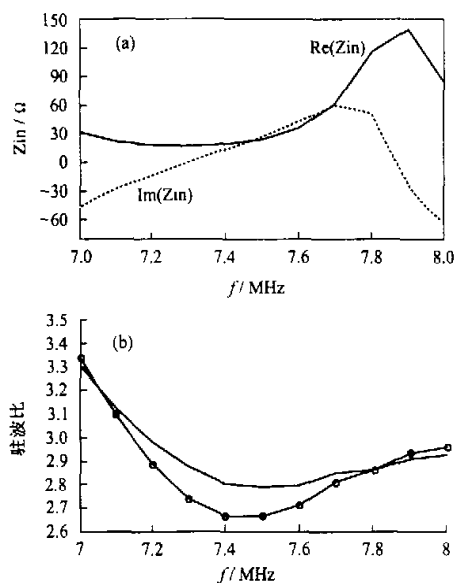 (a)
Re(Zin)
Im(Zin)
Zin / Ω
150
120
90
60
30
0
-30
-60
7.0 7.2 7.4 7.6 7.8 8.0
f / MHz
(b)
驻波比
3.5
3.4
3.3
3.2
3.1
3.0
2.9
2.8
2.7
2.6
7 7.2 7.4 7.6 7.8 8
f / MHz